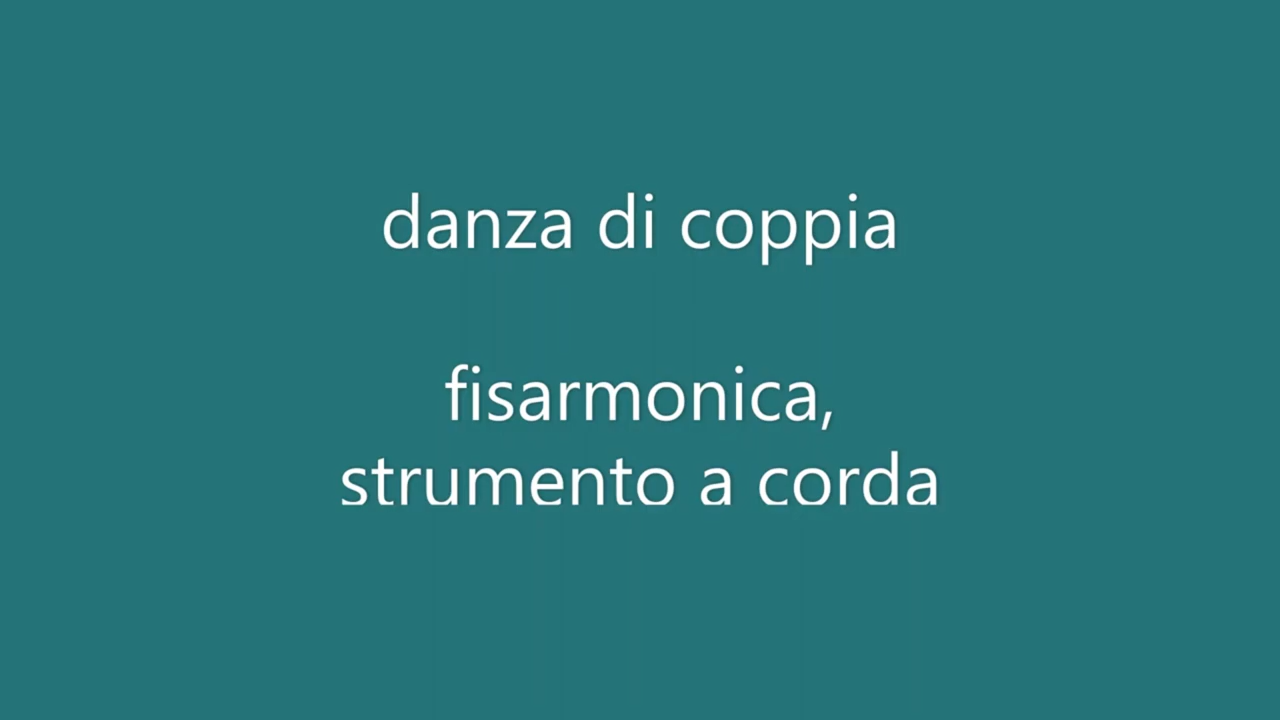 danza di coppia
fisarmonica,
strumento a corda